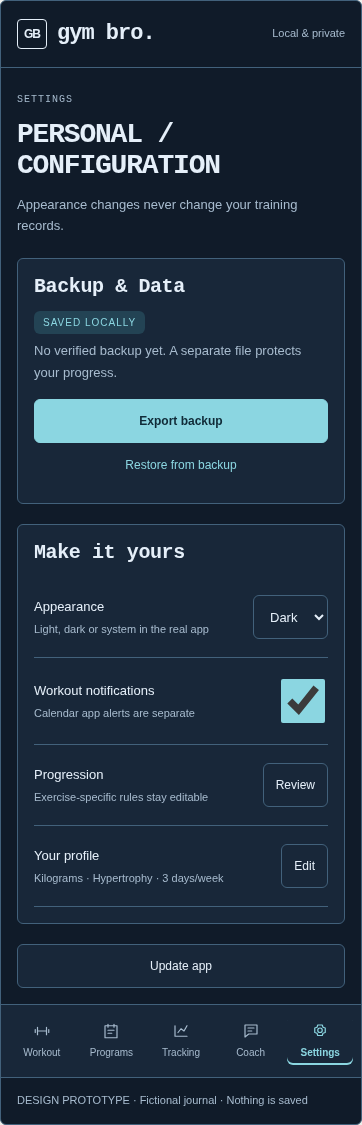 GB gym bro. Local & private
SETTINGS
PERSONAL /
CONFIGURATION
Appearance changes never change your training
records.
Backup & Data
SAVED LOCALLY
No verified backup yet. A separate file protects
your progress.
Export backup
Restore from backup
Make it yours
Appearance
Light, dark or system in the real app
Dark
Workout notifications
Calendar app alerts are separate
Progression
Exercise-specific rules stay editable
Review
Your profile
Kilograms · Hypertrophy · 3 days/week
Edit
Update app
Workout Programs Tracking Coach Settings
DESIGN PROTOTYPE · Fictional journal · Nothing is saved